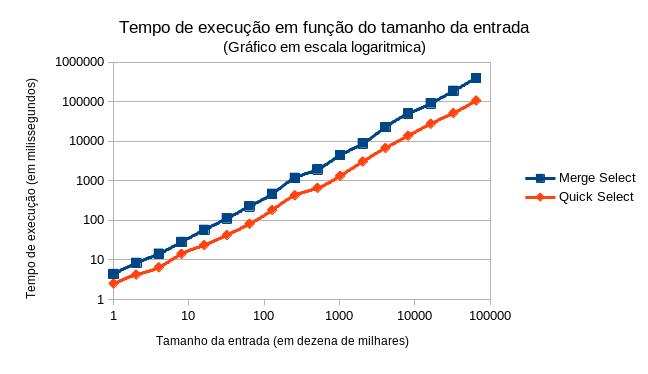 Tempo de execução em função do tamanho da entrada
(Gráfico em escala logaritmica)
Tempo de execução (em milissegundos)
1000000
100000
10000
1000
100
10
1
1 10 100 1000 10000 100000
Tamanho da entrada (em dezena de milhares)
Merge Select
Quick Select